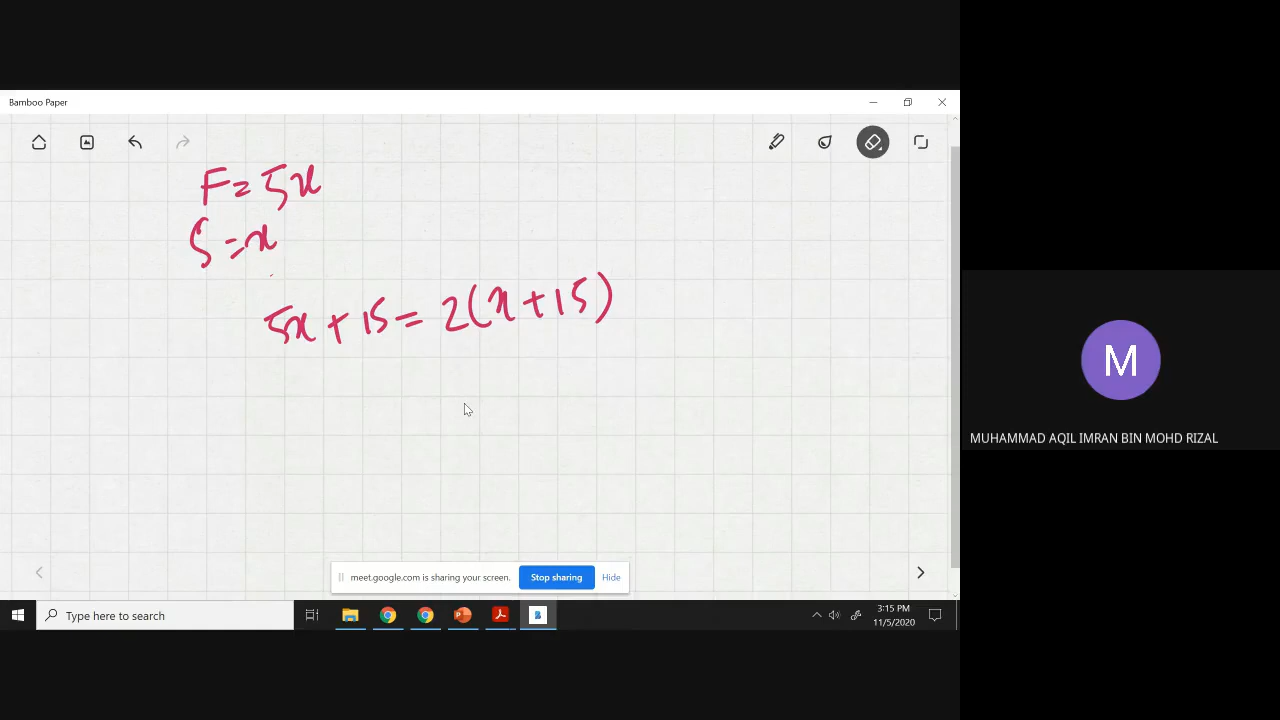 Bamboo Paper
F = 5x
S = x
5x + 15 = 2(x + 15)
MUHAMMAD AQIL IMRAN BIN MOHD RIZAL
M
meet.google.com is sharing your screen. Stop sharing Hide
Type here to search
3:15 PM
11/5/2020